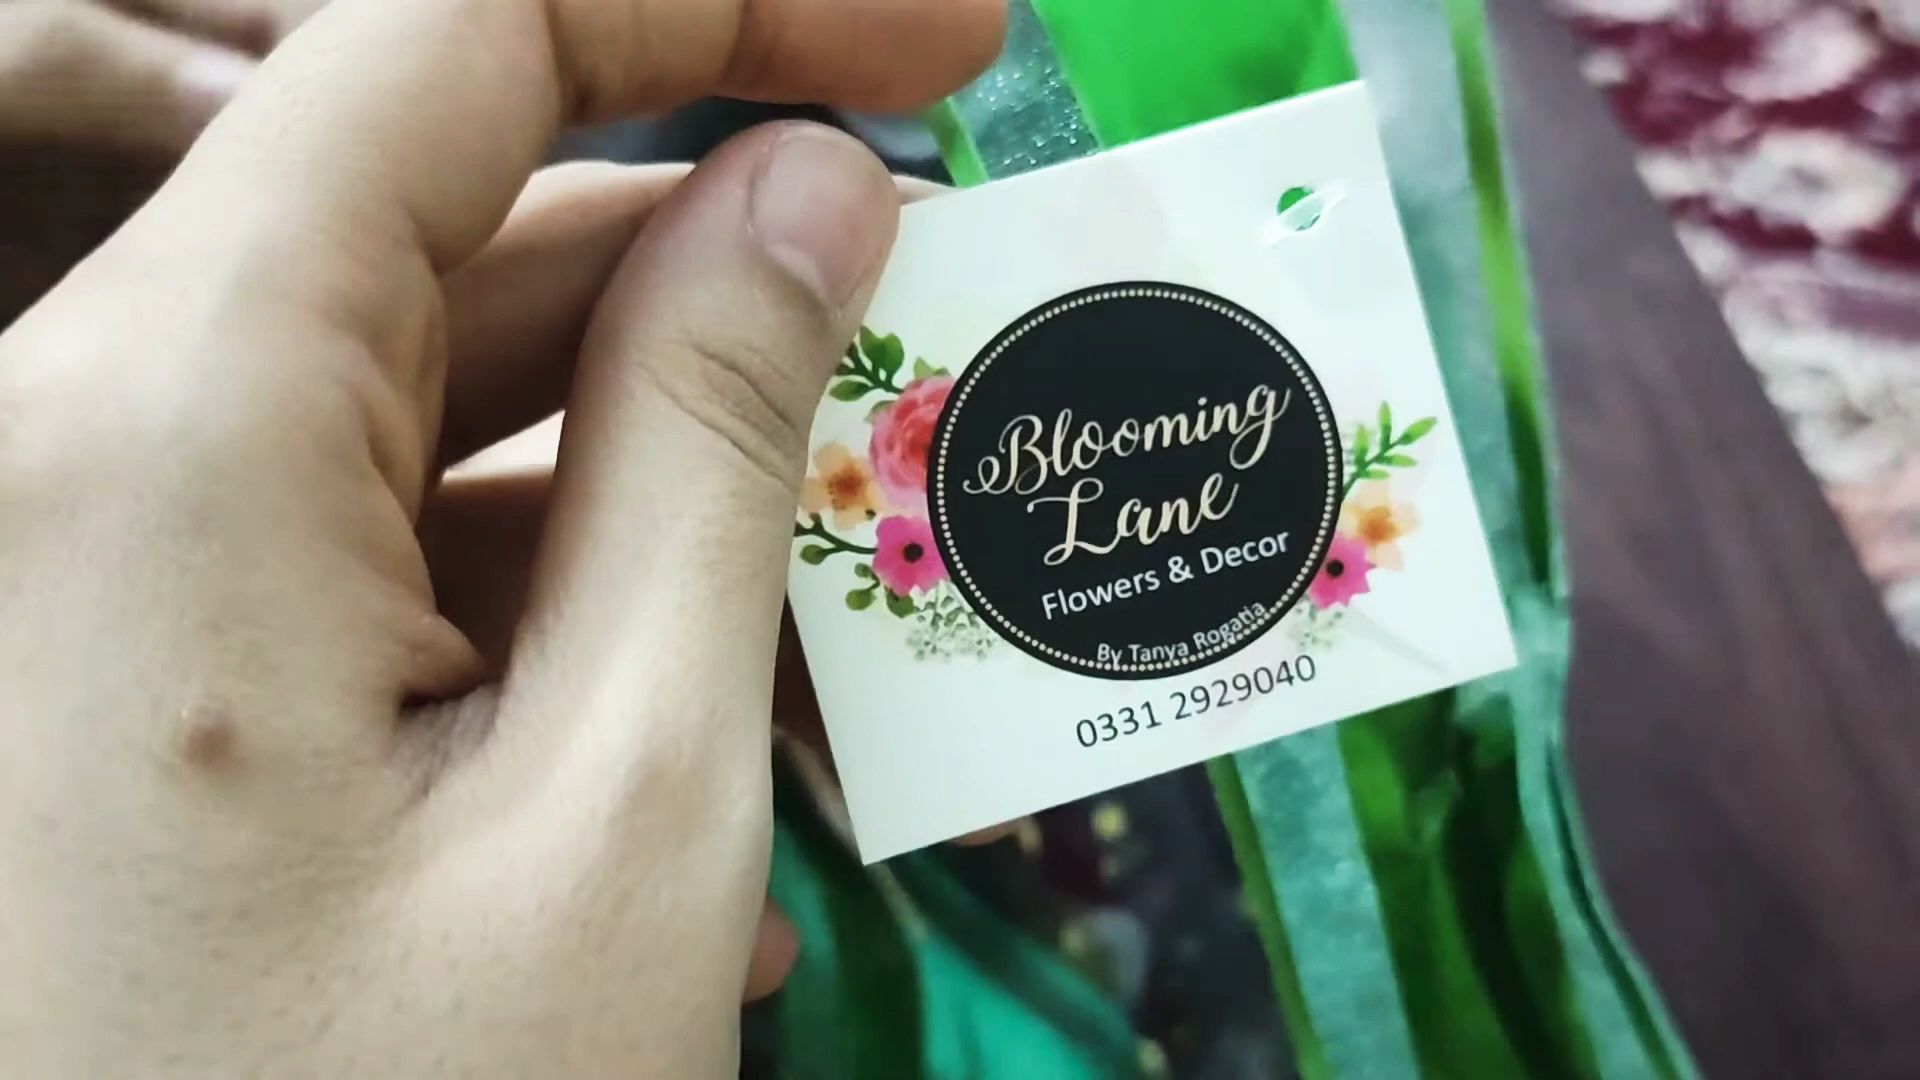 Blooming
Lane
Flowers & Decor
By Tanya Rogatia
0331 2929040